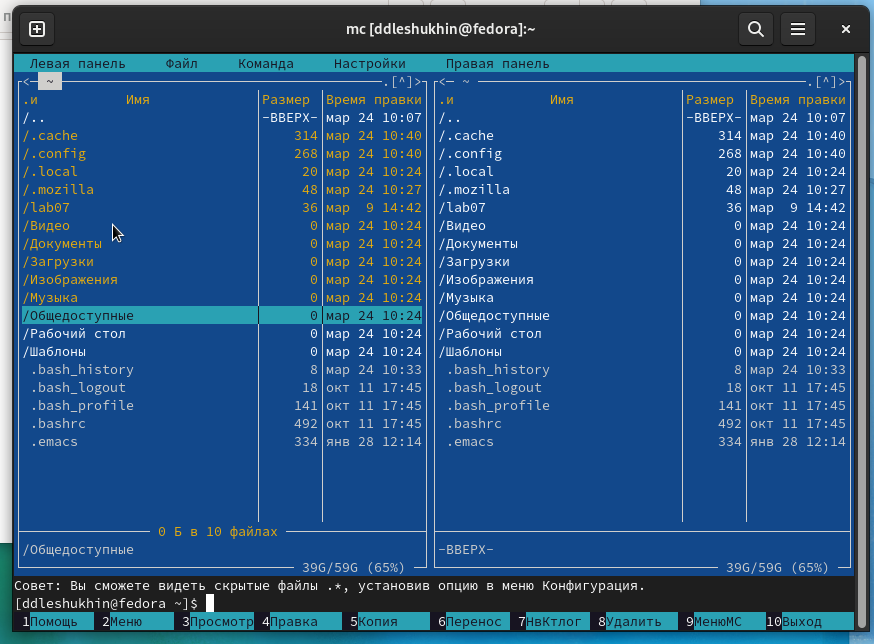 mc [ddleshukhin@fedora]:~
Левая панель Файл Команда Настройки Правая панель
<─ ~ .[^]> <─ ~ .[^]>
.и Имя Размер Время правки .и Имя Размер Время правки
/.. -ВВЕРХ- мар 24 10:07 /.. -ВВЕРХ- мар 24 10:07
/.cache 314 мар 24 10:40 /.cache 314 мар 24 10:40
/.config 268 мар 24 10:40 /.config 268 мар 24 10:40
/.local 20 мар 24 10:24 /.local 20 мар 24 10:24
/.mozilla 48 мар 24 10:27 /.mozilla 48 мар 24 10:27
/lab07 36 мар 9 14:42 /lab07 36 мар 9 14:42
/Видео 0 мар 24 10:24 /Видео 0 мар 24 10:24
/Документы 0 мар 24 10:24 /Документы 0 мар 24 10:24
/Загрузки 0 мар 24 10:24 /Загрузки 0 мар 24 10:24
/Изображения 0 мар 24 10:24 /Изображения 0 мар 24 10:24
/Музыка 0 мар 24 10:24 /Музыка 0 мар 24 10:24
/Общедоступные 0 мар 24 10:24 /Общедоступные 0 мар 24 10:24
/Рабочий стол 0 мар 24 10:24 /Рабочий стол 0 мар 24 10:24
/Шаблоны 0 мар 24 10:24 /Шаблоны 0 мар 24 10:24
.bash_history 8 мар 24 10:33 .bash_history 8 мар 24 10:33
.bash_logout 18 окт 11 17:45 .bash_logout 18 окт 11 17:45
.bash_profile 141 окт 11 17:45 .bash_profile 141 окт 11 17:45
.bashrc 492 окт 11 17:45 .bashrc 492 окт 11 17:45
.emacs 334 янв 28 12:14 .emacs 334 янв 28 12:14
0 Б в 10 файлах
/Общедоступные -ВВЕРХ-
39G/59G (65%) 39G/59G (65%)
Совет: Вы сможете видеть скрытые файлы .*, установив опцию в меню Конфигурация.
[ddleshukhin@fedora ~]$
1Помощь 2Меню 3Просмотр 4Правка 5Копия 6Перенос 7НвКтлог 8Удалить 9МенюMC 10Выход